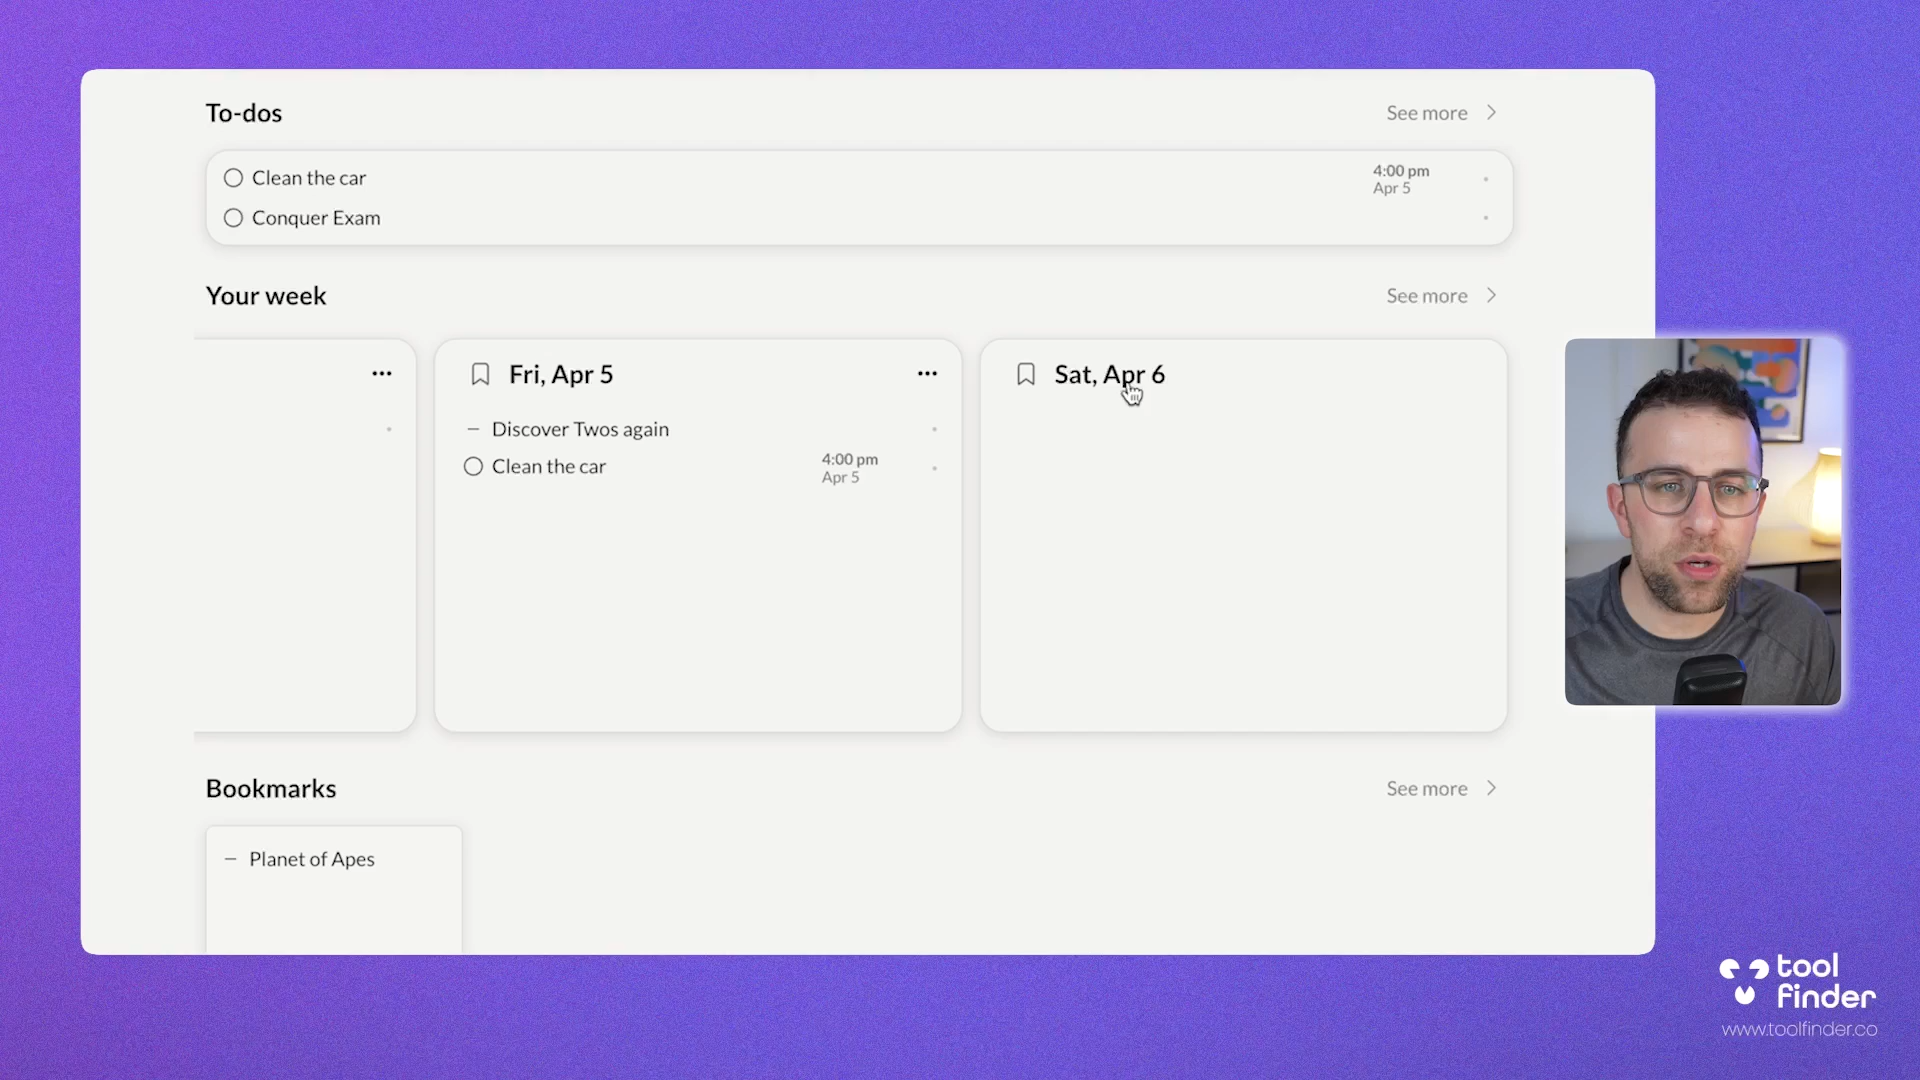 To-dos
See more
Clean the car
4:00 pm
Apr 5
Conquer Exam
Your week
See more
Fri, Apr 5
Discover Twos again
Clean the car
4:00 pm
Apr 5
Sat, Apr 6
Bookmarks
See more
Planet of Apes
tool
finder
www.toolfinder.co